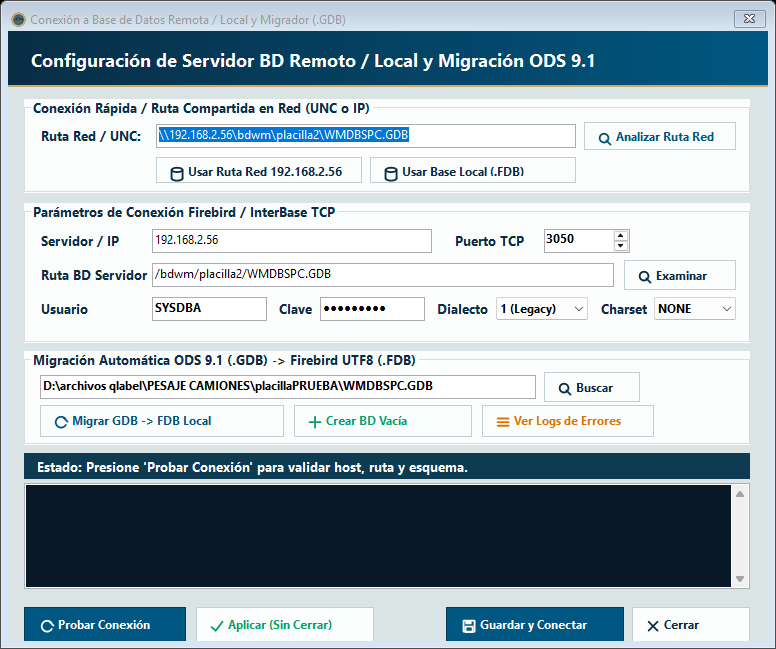 Conexión a Base de Datos Remota / Local y Migrador (.GDB)
Configuración de Servidor BD Remoto / Local y Migración ODS 9.1
Conexión Rápida / Ruta Compartida en Red (UNC o IP)
Ruta Red / UNC: \\192.168.2.56\bdwm\placilla2\WMDBSPC.GDB Analizar Ruta Red
Usar Ruta Red 192.168.2.56 Usar Base Local (.FDB)
Parámetros de Conexión Firebird / InterBase TCP
Servidor / IP 192.168.2.56 Puerto TCP 3050
Ruta BD Servidor /bdwm/placilla2/WMDBSPC.GDB Examinar
Usuario SYSDBA Clave ••••••••• Dialecto 1 (Legacy) Charset NONE
Migración Automática ODS 9.1 (.GDB) -> Firebird UTF8 (.FDB)
D:\archivos qlabel\PESAJE CAMIONES\placillaPRUEBA\WMDBSPC.GDB Buscar
Migrar GDB -> FDB Local Crear BD Vacía Ver Logs de Errores
Estado: Presione 'Probar Conexión' para validar host, ruta y esquema.
Probar Conexión Aplicar (Sin Cerrar) Guardar y Conectar Cerrar